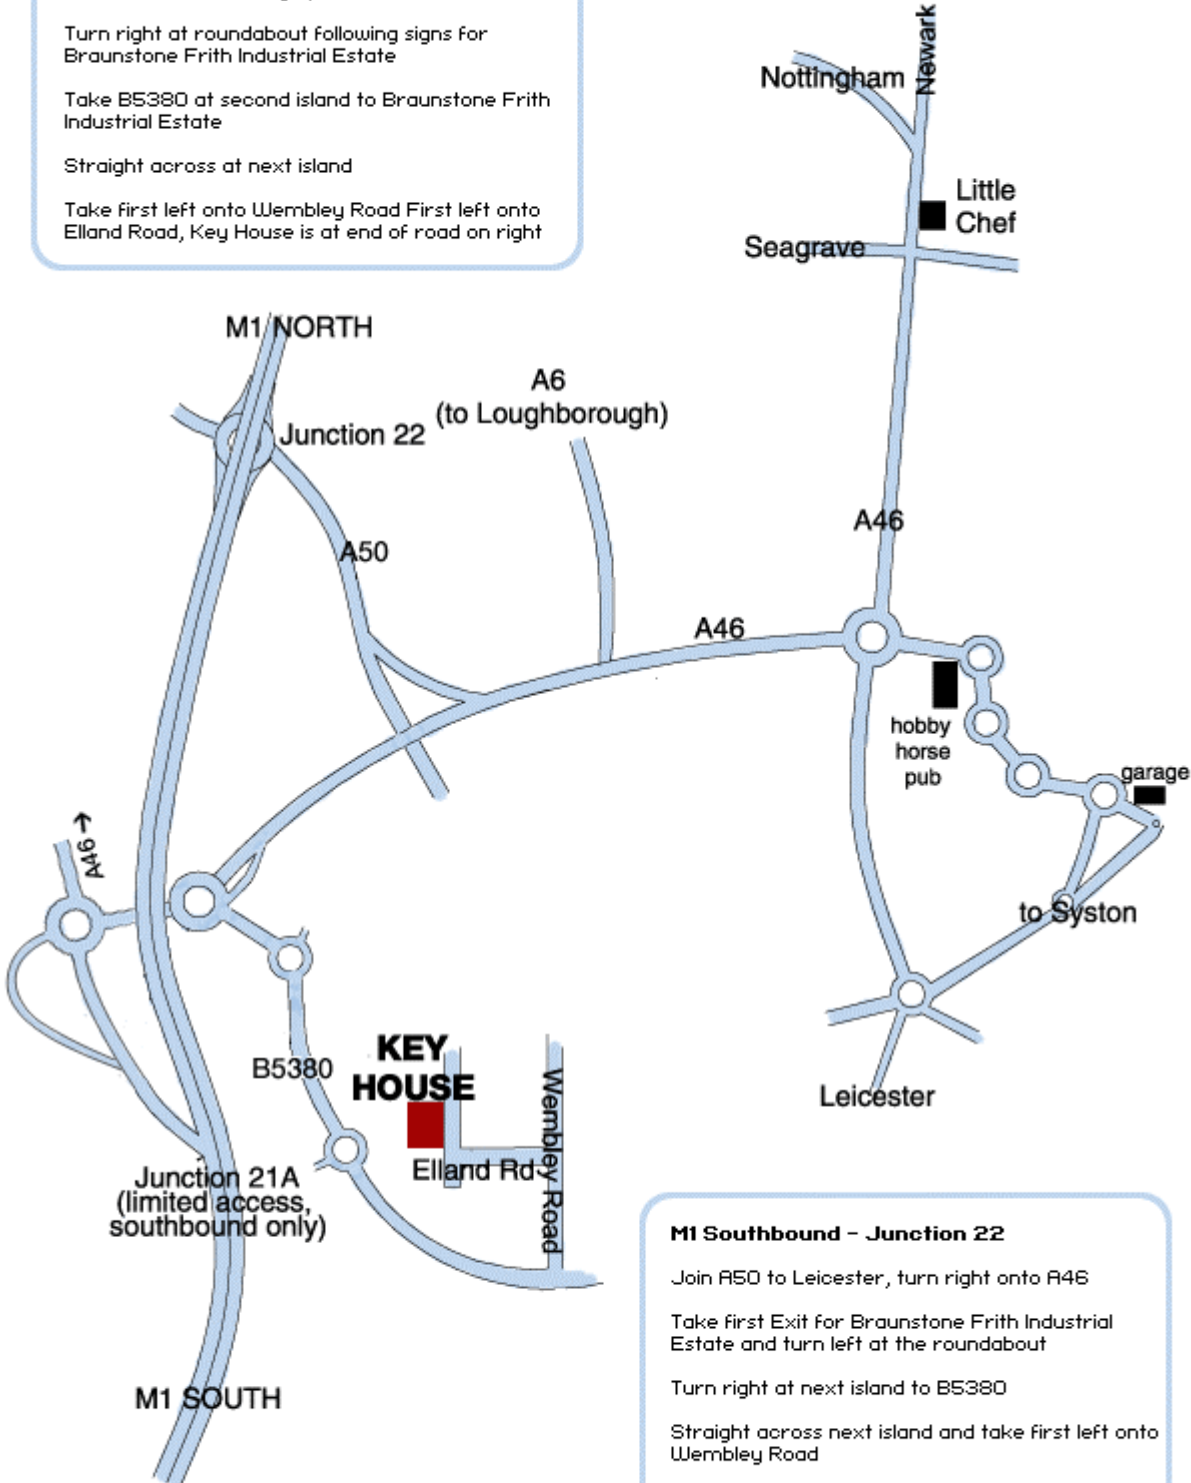 Turn right at roundabout following signs for
Braunstone Frith Industrial Estate
Take B5380 at second island to Braunstone Frith
Industrial Estate
Straight across at next island
Take first left onto Wembley Road First left onto
Elland Road, Key House is at end of road on right
Newark
Nottingham
Little
Chef
Seagrave
M1 NORTH
A6
(to Loughborough)
Junction 22
A46
A50
A46
hobby
horse
pub
garage
A46 →
to Syston
KEY
HOUSE
B5380
Wembley Road
Leicester
Elland Rd
Junction 21A
(limited access,
southbound only)
M1 SOUTH
M1 Southbound - Junction 22
Join A50 to Leicester, turn right onto A46
Take first Exit for Braunstone Frith Industrial
Estate and turn left at the roundabout
Turn right at next island to B5380
Straight across next island and take first left onto
Wembley Road